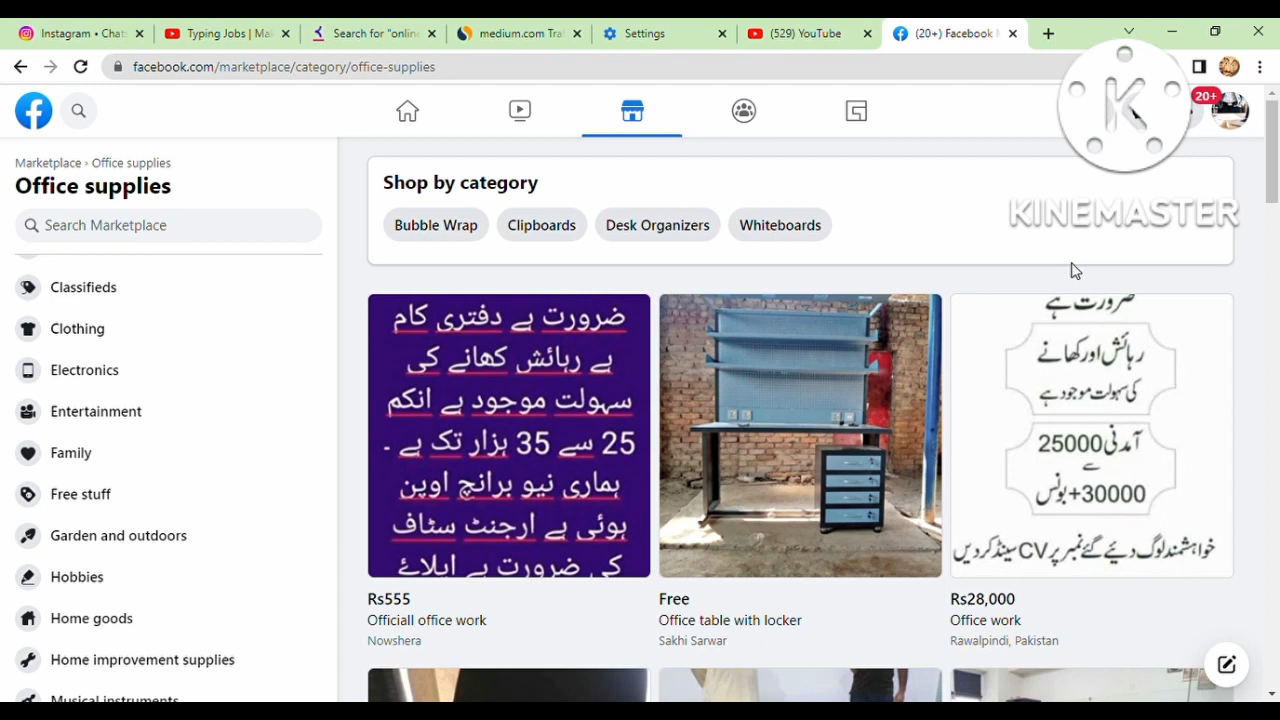 Instagram • Chat
Typing Jobs | Mak
Search for "online
medium.com Tra
Settings
(529) YouTube
(20+) Facebook M
facebook.com/marketplace/category/office-supplies
20+
K
KINEMASTER
Marketplace › Office supplies
Office supplies
Search Marketplace
Classifieds
Clothing
Electronics
Entertainment
Family
Free stuff
Garden and outdoors
Hobbies
Home goods
Home improvement supplies
Musical instruments
Shop by category
Bubble Wrap
Clipboards
Desk Organizers
Whiteboards
ضرورت ہے دفتری کام
ہے رہائش کھانے کی
سہولت موجود ہے انکم
25 سے 35 ہزار تک ہے -
ہماری نیو برانچ اوپن
ہوئی ہے ارجنٹ سٹاف
کی ضرورت ہے اپلائے
Rs555
Officiall office work
Nowshera
Free
Office table with locker
Sakhi Sarwar
ضرورت ہے
رہائش اور کھانے
کی سہولت موجود ہے
آمدنی 25000
سے
30000+بونس
خواہشمند لوگ دئیے گئے نمبر پر CV سینڈ کر دیں
Rs28,000
Office work
Rawalpindi, Pakistan